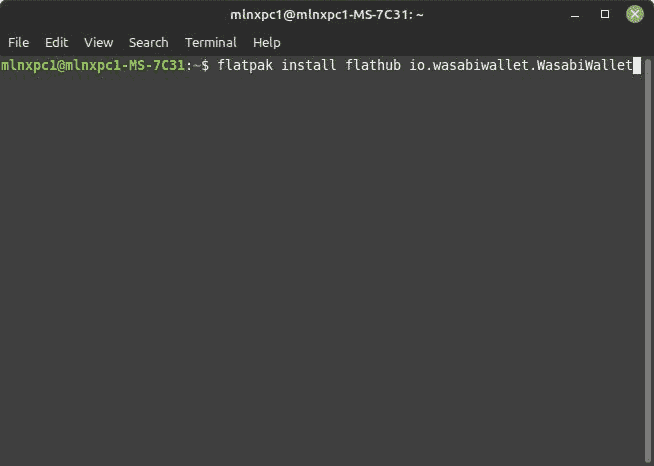 mlnxpc1@mlnxpc1-MS-7C31: ~
File Edit View Search Terminal Help
mlnxpc1@mlnxpc1-MS-7C31:~$ flatpak install flathub io.wasabiwallet.WasabiWallet